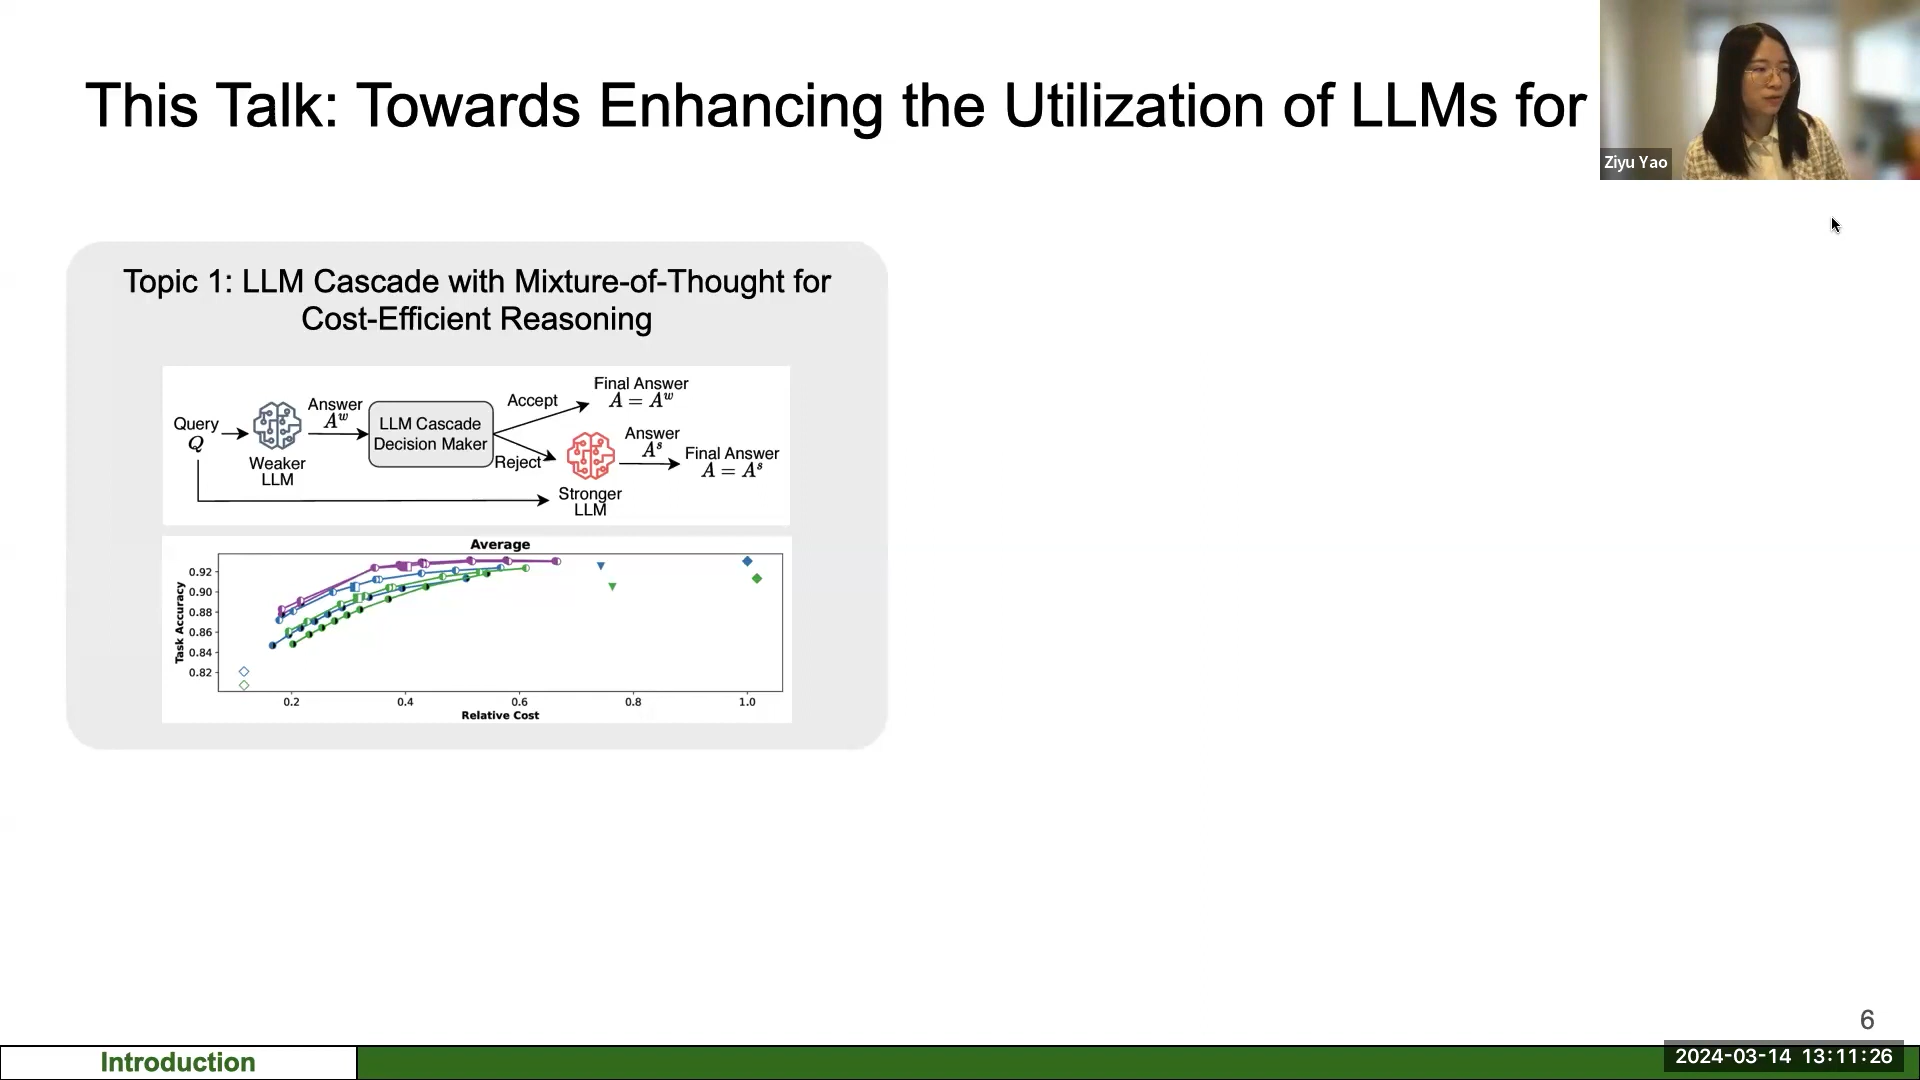 This Talk: Towards Enhancing the Utilization of LLMs for
Ziyu Yao
Topic 1: LLM Cascade with Mixture-of-Thought for
Cost-Efficient Reasoning
Query
Q
Weaker
LLM
Answer
A^w
LLM Cascade
Decision Maker
Accept
Reject
Final Answer
A = A^w
Stronger
LLM
Answer
A^s
Final Answer
A = A^s
Average
Task Accuracy
0.92
0.90
0.88
0.86
0.84
0.82
0.2 0.4 0.6 0.8 1.0
Relative Cost
6
Introduction
2024-03-14 13:11:26